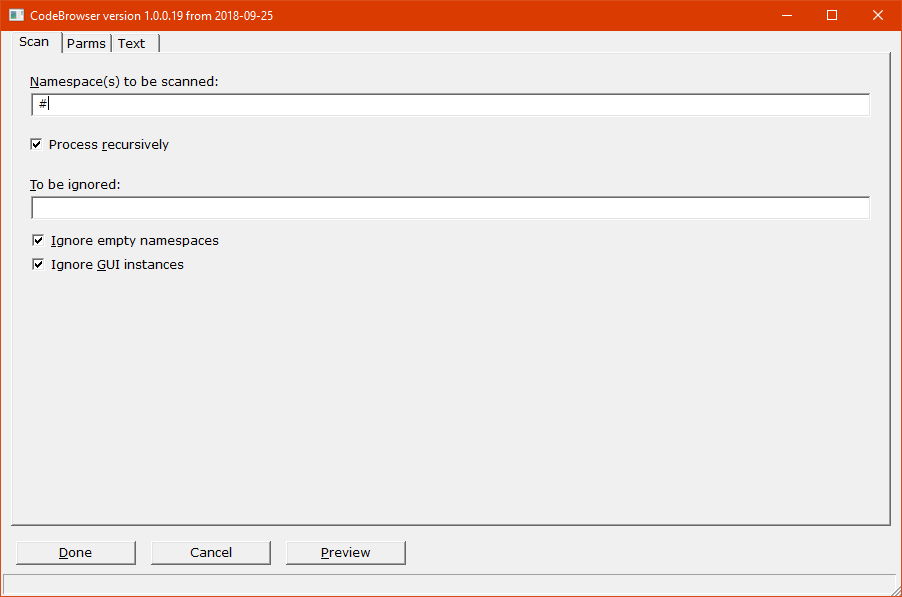 CodeBrowser version 1.0.0.19 from 2018-09-25
Scan Parms Text
Namespace(s) to be scanned:
#
Process recursively
To be ignored:
Ignore empty namespaces
Ignore GUI instances
Done Cancel Preview